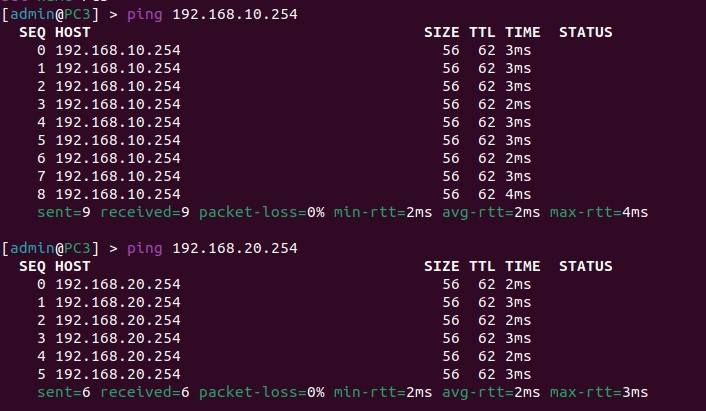 [admin@PC3] > ping 192.168.10.254
SEQ HOST SIZE TTL TIME STATUS
0 192.168.10.254 56 62 3ms
1 192.168.10.254 56 62 3ms
2 192.168.10.254 56 62 3ms
3 192.168.10.254 56 62 2ms
4 192.168.10.254 56 62 3ms
5 192.168.10.254 56 62 3ms
6 192.168.10.254 56 62 2ms
7 192.168.10.254 56 62 3ms
8 192.168.10.254 56 62 4ms
sent=9 received=9 packet-loss=0% min-rtt=2ms avg-rtt=2ms max-rtt=4ms
[admin@PC3] > ping 192.168.20.254
SEQ HOST SIZE TTL TIME STATUS
0 192.168.20.254 56 62 2ms
1 192.168.20.254 56 62 3ms
2 192.168.20.254 56 62 2ms
3 192.168.20.254 56 62 3ms
4 192.168.20.254 56 62 2ms
5 192.168.20.254 56 62 3ms
sent=6 received=6 packet-loss=0% min-rtt=2ms avg-rtt=2ms max-rtt=3ms